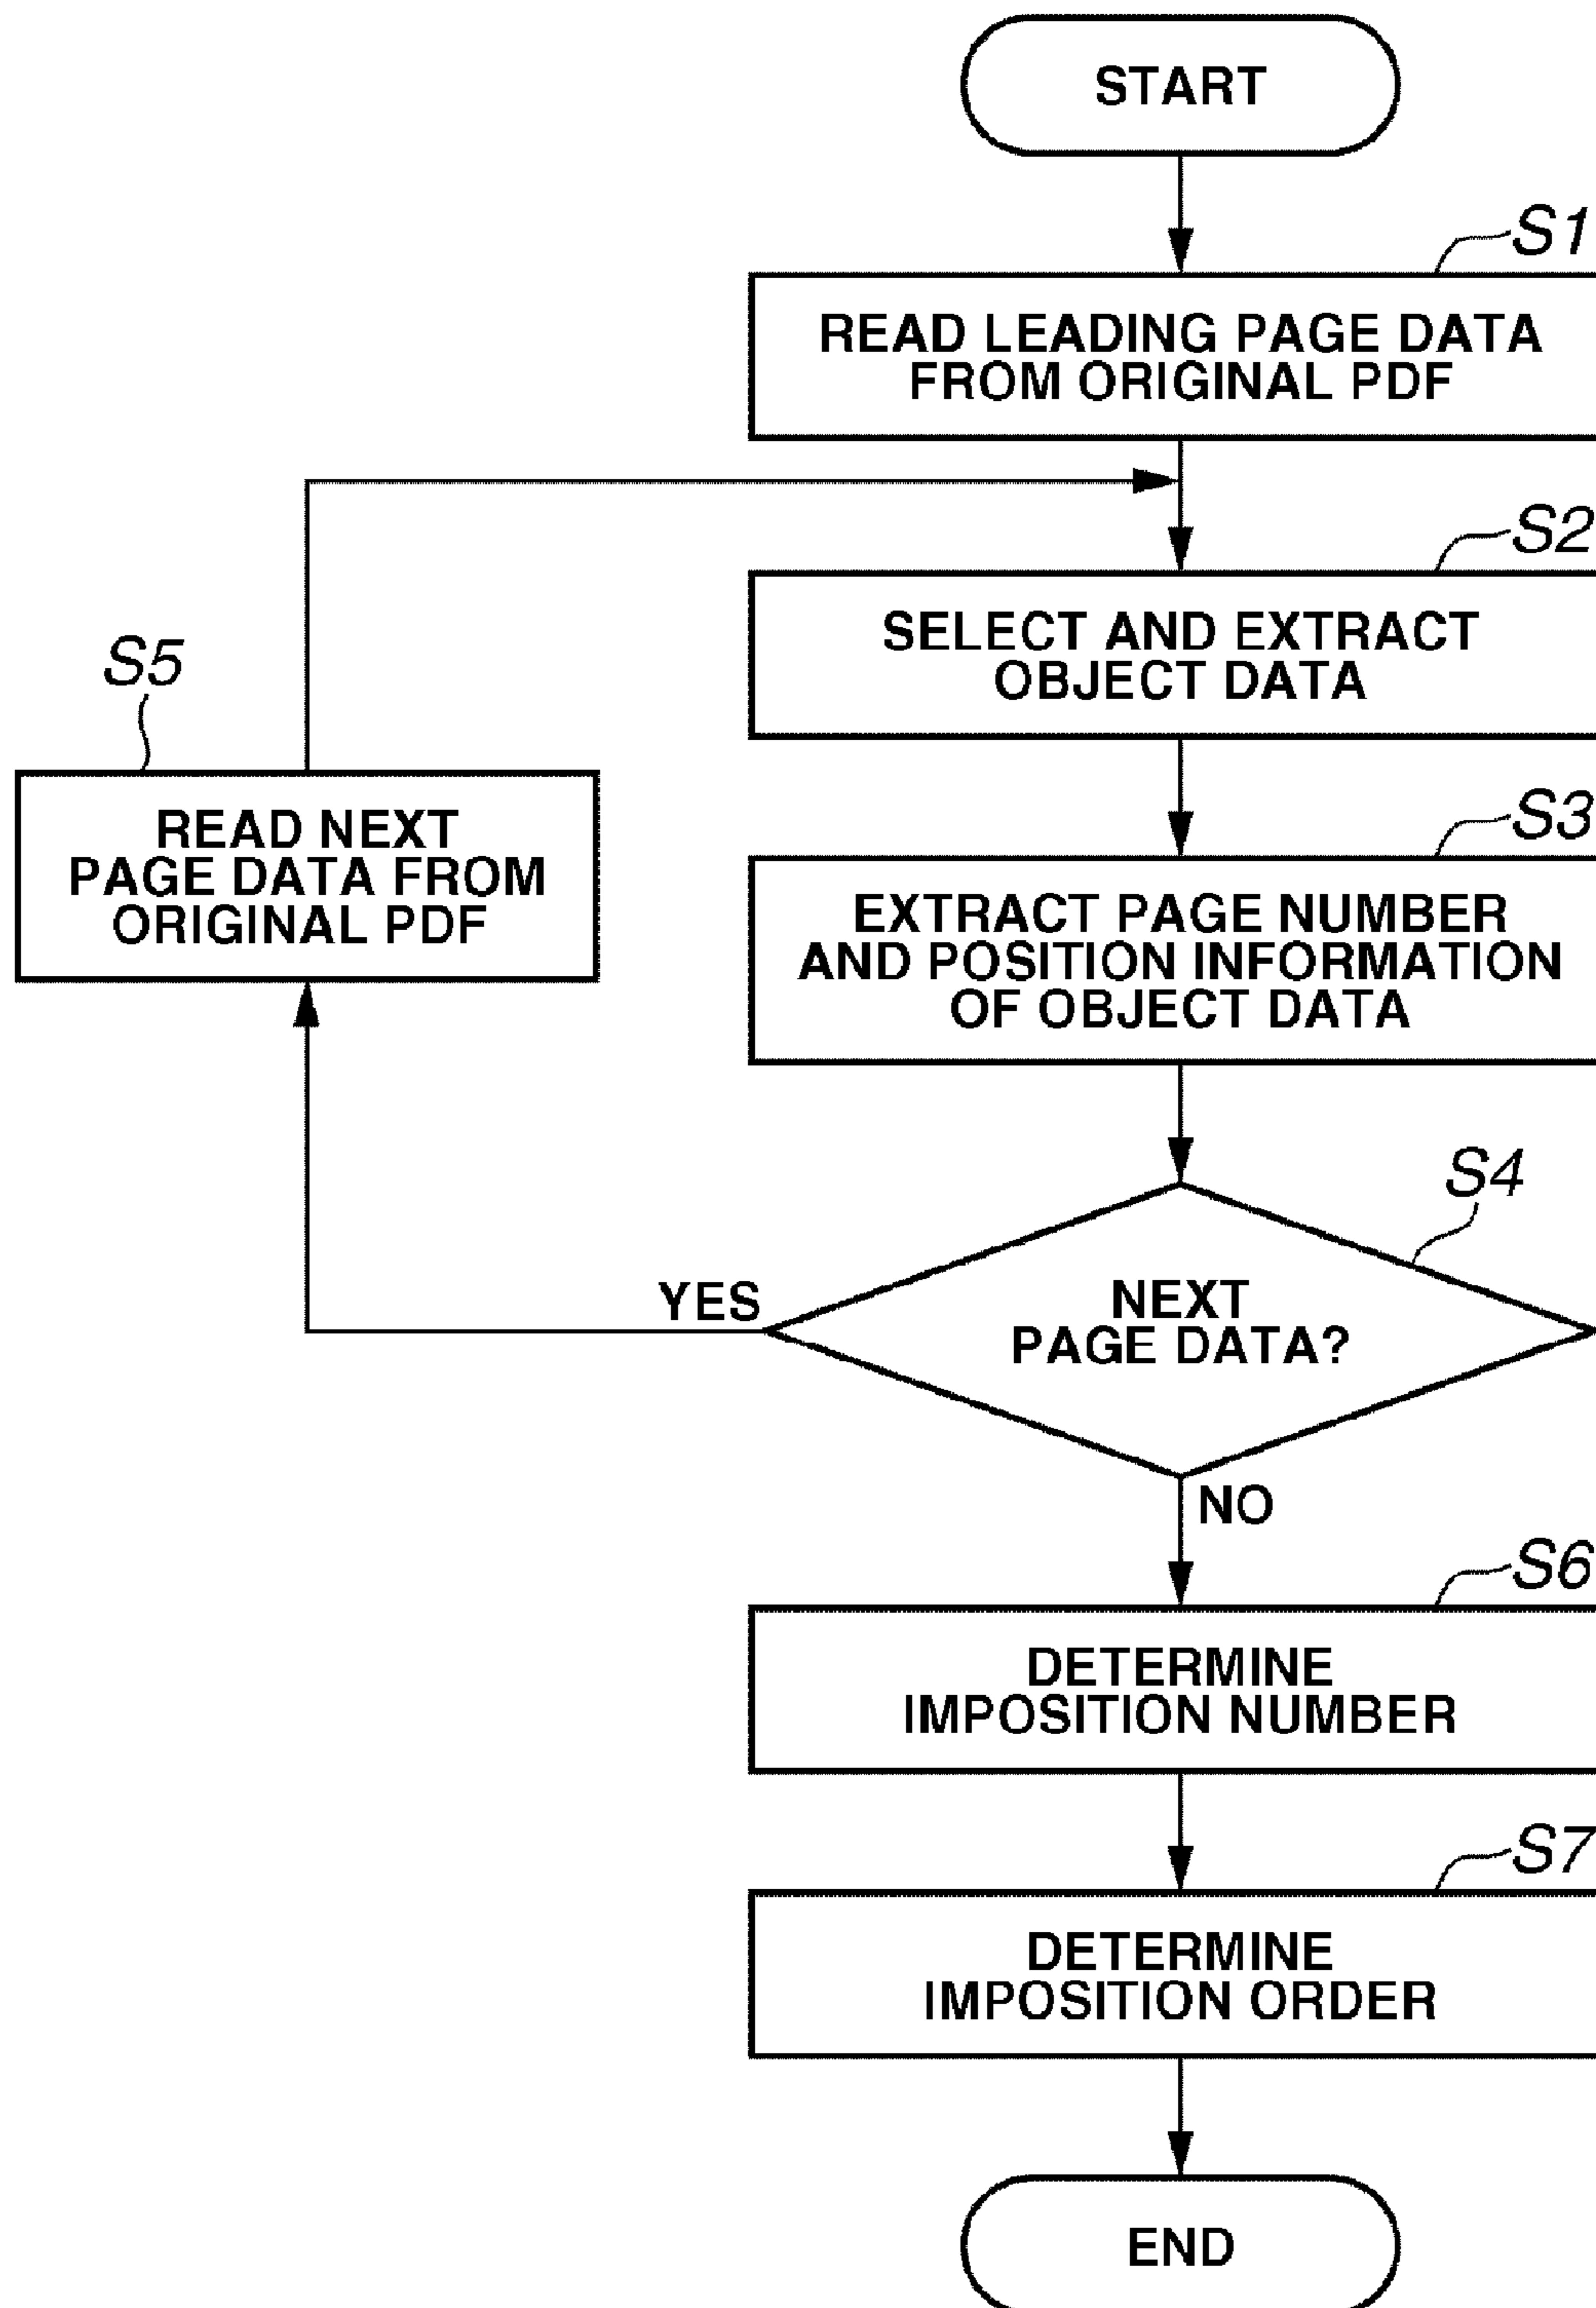 START
S1
READ LEADING PAGE DATA
FROM ORIGINAL PDF
S2
SELECT AND EXTRACT
OBJECT DATA
S5
READ NEXT
PAGE DATA FROM
ORIGINAL PDF
S3
EXTRACT PAGE NUMBER
AND POSITION INFORMATION
OF OBJECT DATA
S4
NEXT
PAGE DATA?
YES
NO
S6
DETERMINE
IMPOSITION NUMBER
S7
DETERMINE
IMPOSITION ORDER
END